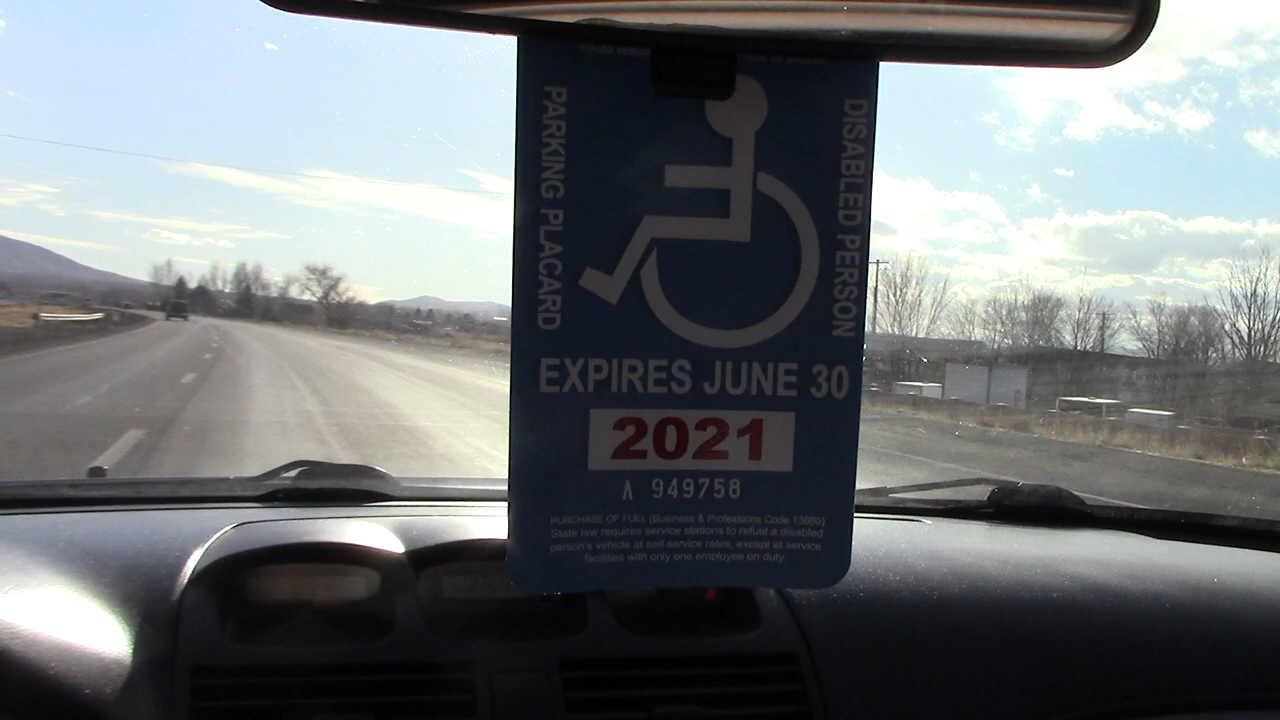 could result
PARKING PLACARD
DISABLED PERSON
EXPIRES JUNE 30
2021
A 949758
PURCHASE OF FUEL (Business & Professions Code 13660)
State law requires service stations to refuel a disabled
person's vehicle at self-service rates, except at service
facilities with only one employee on duty.